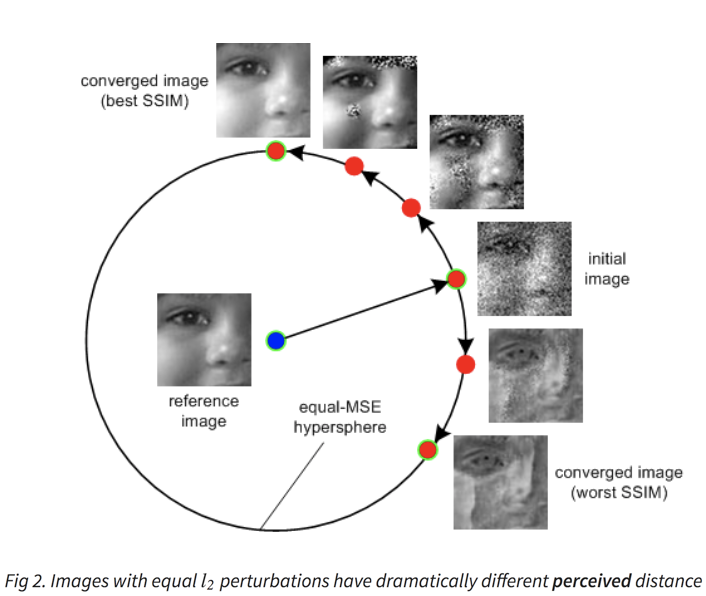 converged image
(best SSIM)
initial
image
reference
image
equal-MSE
hypersphere
converged image
(worst SSIM)
Fig 2. Images with equal l₂ perturbations have dramatically different perceived distance